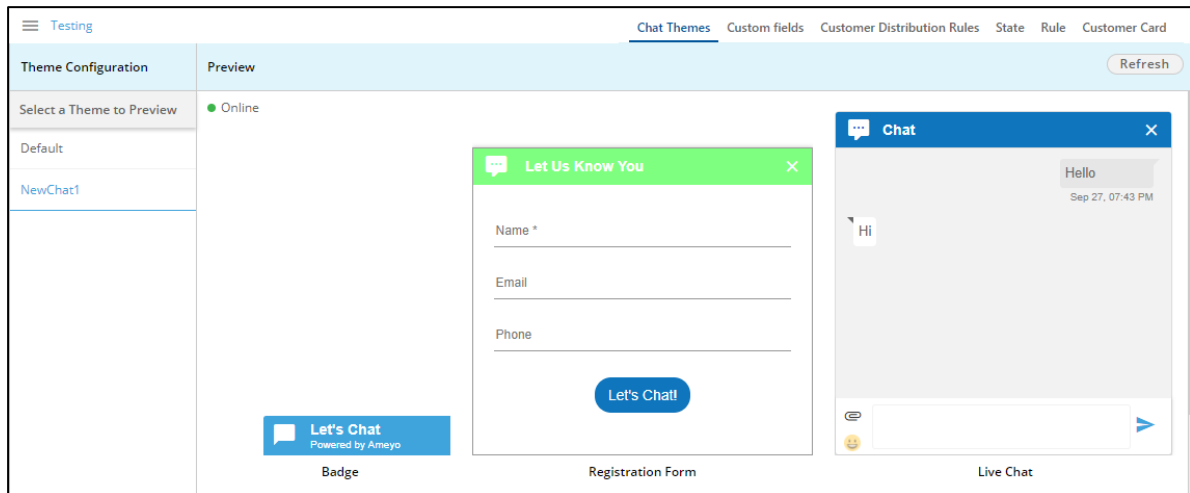 Testing
Chat Themes Custom fields Customer Distribution Rules State Rule Customer Card
Theme Configuration
Preview
Refresh
Select a Theme to Preview
Default
NewChat1
Online
Let's Chat
Powered by Ameyo
Badge
Let Us Know You
Name *
Email
Phone
Let's Chat!
Registration Form
Chat
Hello
Sep 27, 07:43 PM
Hi
Live Chat